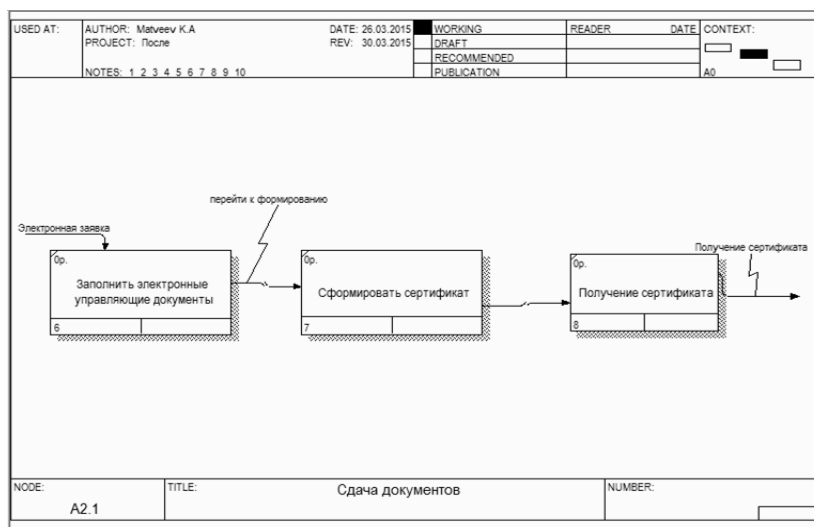 USED AT:
AUTHOR: Matveev K.A
DATE: 26.03.2015
WORKING
READER
DATE
CONTEXT:
PROJECT: После
REV: 30.03.2015
DRAFT
RECOMMENDED
NOTES: 1 2 3 4 5 6 7 8 9 10
PUBLICATION
A0
перейти к формированию
Электронная заявка
Получение сертификата
0р.
Заполнить электронные
управляющие документы
6
0р.
Сформировать сертификат
7
0р.
Получение сертификата
8
NODE:
TITLE:
Сдача документов
NUMBER:
A2.1